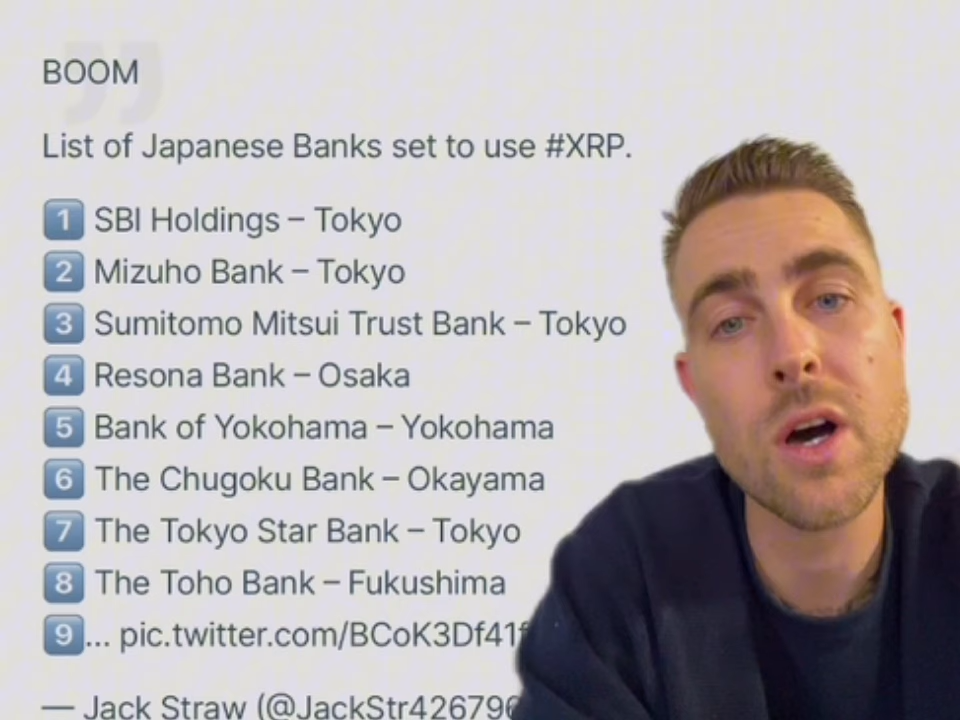 BOOM
List of Japanese Banks set to use #XRP.
1 SBI Holdings – Tokyo
2 Mizuho Bank – Tokyo
3 Sumitomo Mitsui Trust Bank – Tokyo
4 Resona Bank – Osaka
5 Bank of Yokohama – Yokohama
6 The Chugoku Bank – Okayama
7 The Tokyo Star Bank – Tokyo
8 The Toho Bank – Fukushima
9... pic.twitter.com/BCoK3Df41f
— Jack Straw (@JackStr426796